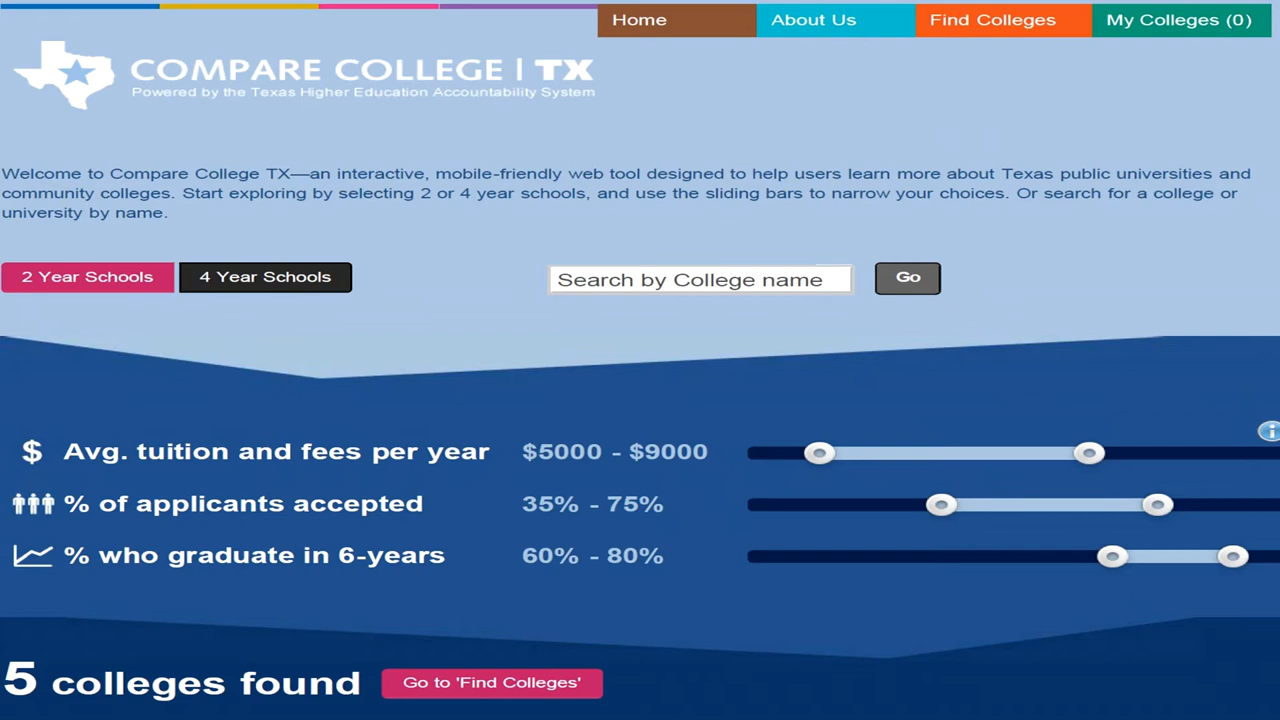 Home
About Us
Find Colleges
My Colleges (0)
COMPARE COLLEGE | TX
Powered by the Texas Higher Education Accountability System
Welcome to Compare College TX—an interactive, mobile-friendly web tool designed to help users learn more about Texas public universities and
community colleges. Start exploring by selecting 2 or 4 year schools, and use the sliding bars to narrow your choices. Or search for a college or
university by name.
2 Year Schools
4 Year Schools
Search by College name
Go
$ Avg. tuition and fees per year $5000 - $9000
% of applicants accepted 35% - 75%
% who graduate in 6-years 60% - 80%
5 colleges found
Go to 'Find Colleges'